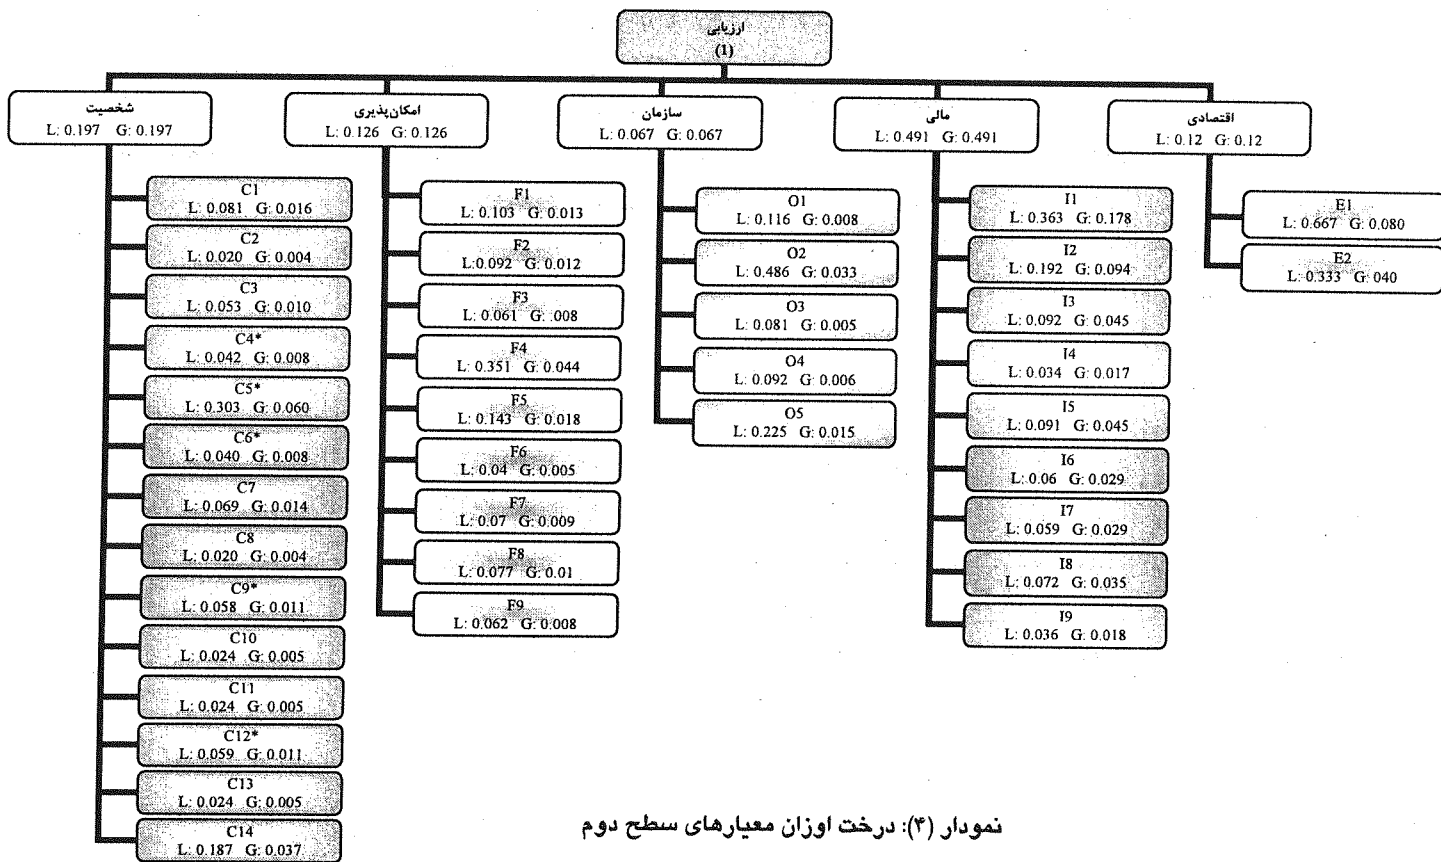 ارزیابی
(1)
شخصیت
L: 0.197 G: 0.197
امکان‌پذیری
L: 0.126 G: 0.126
سازمان
L: 0.067 G: 0.067
مالی
L: 0.491 G: 0.491
اقتصادی
L: 0.12 G: 0.12
C1
L: 0.081 G: 0.016
C2
L: 0.020 G: 0.004
C3
L: 0.053 G: 0.010
C4*
L: 0.042 G: 0.008
C5*
L: 0.303 G: 0.060
C6*
L: 0.040 G: 0.008
C7
L: 0.069 G: 0.014
C8
L: 0.020 G: 0.004
C9*
L: 0.058 G: 0.011
C10
L: 0.024 G: 0.005
C11
L: 0.024 G: 0.005
C12*
L: 0.059 G: 0.011
C13
L: 0.024 G: 0.005
C14
L: 0.187 G: 0.037
F1
L: 0.103 G: 0.013
F2
L:0.092 G: 0.012
F3
L: 0.061 G: 008
F4
L: 0.351 G: 0.044
F5
L: 0.143 G: 0.018
F6
L: 0.04 G: 0.005
F7
L: 0.07 G: 0.009
F8
L: 0.077 G: 0.01
F9
L: 0.062 G: 0.008
O1
L: 0.116 G: 0.008
O2
L: 0.486 G: 0.033
O3
L: 0.081 G: 0.005
O4
L: 0.092 G: 0.006
O5
L: 0.225 G: 0.015
I1
L: 0.363 G: 0.178
I2
L: 0.192 G: 0.094
I3
L: 0.092 G: 0.045
I4
L: 0.034 G: 0.017
I5
L: 0.091 G: 0.045
I6
L: 0.06 G: 0.029
I7
L: 0.059 G: 0.029
I8
L: 0.072 G: 0.035
I9
L: 0.036 G: 0.018
E1
L: 0.667 G: 0.080
E2
L: 0.333 G: 040
نمودار (۴): درخت اوزان معیارهای سطح دوم